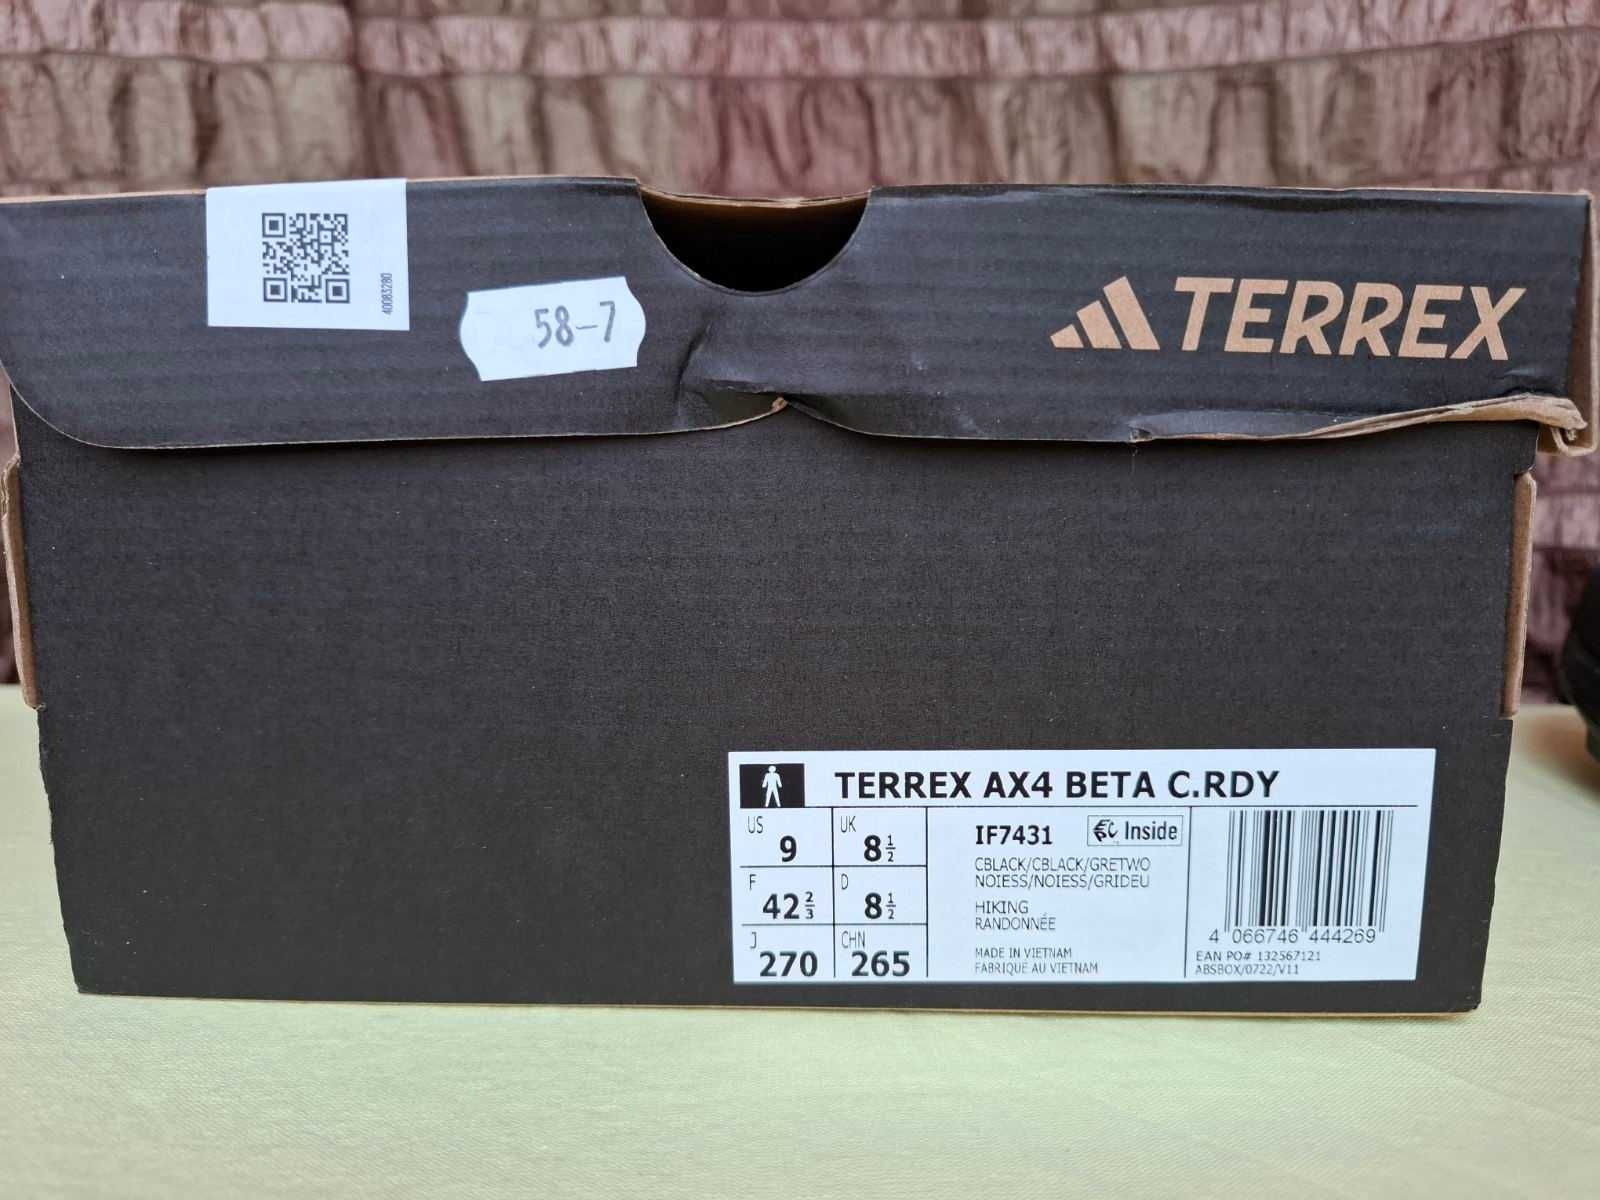 40083280
58-7
TERREX
TERREX AX4 BETA C.RDY
US
9
UK
8 1/2
F
42 2/3
D
8 1/2
J
270
CHN
265
IF7431
Inside
CBLACK/CBLACK/GRETWO
NOIESS/NOIESS/GRIDEU
HIKING
RANDONNÉE
MADE IN VIETNAM
FABRIQUÉ AU VIETNAM
4 066746 444269
EAN PO# 132567121
ABSBOX/0722/V11